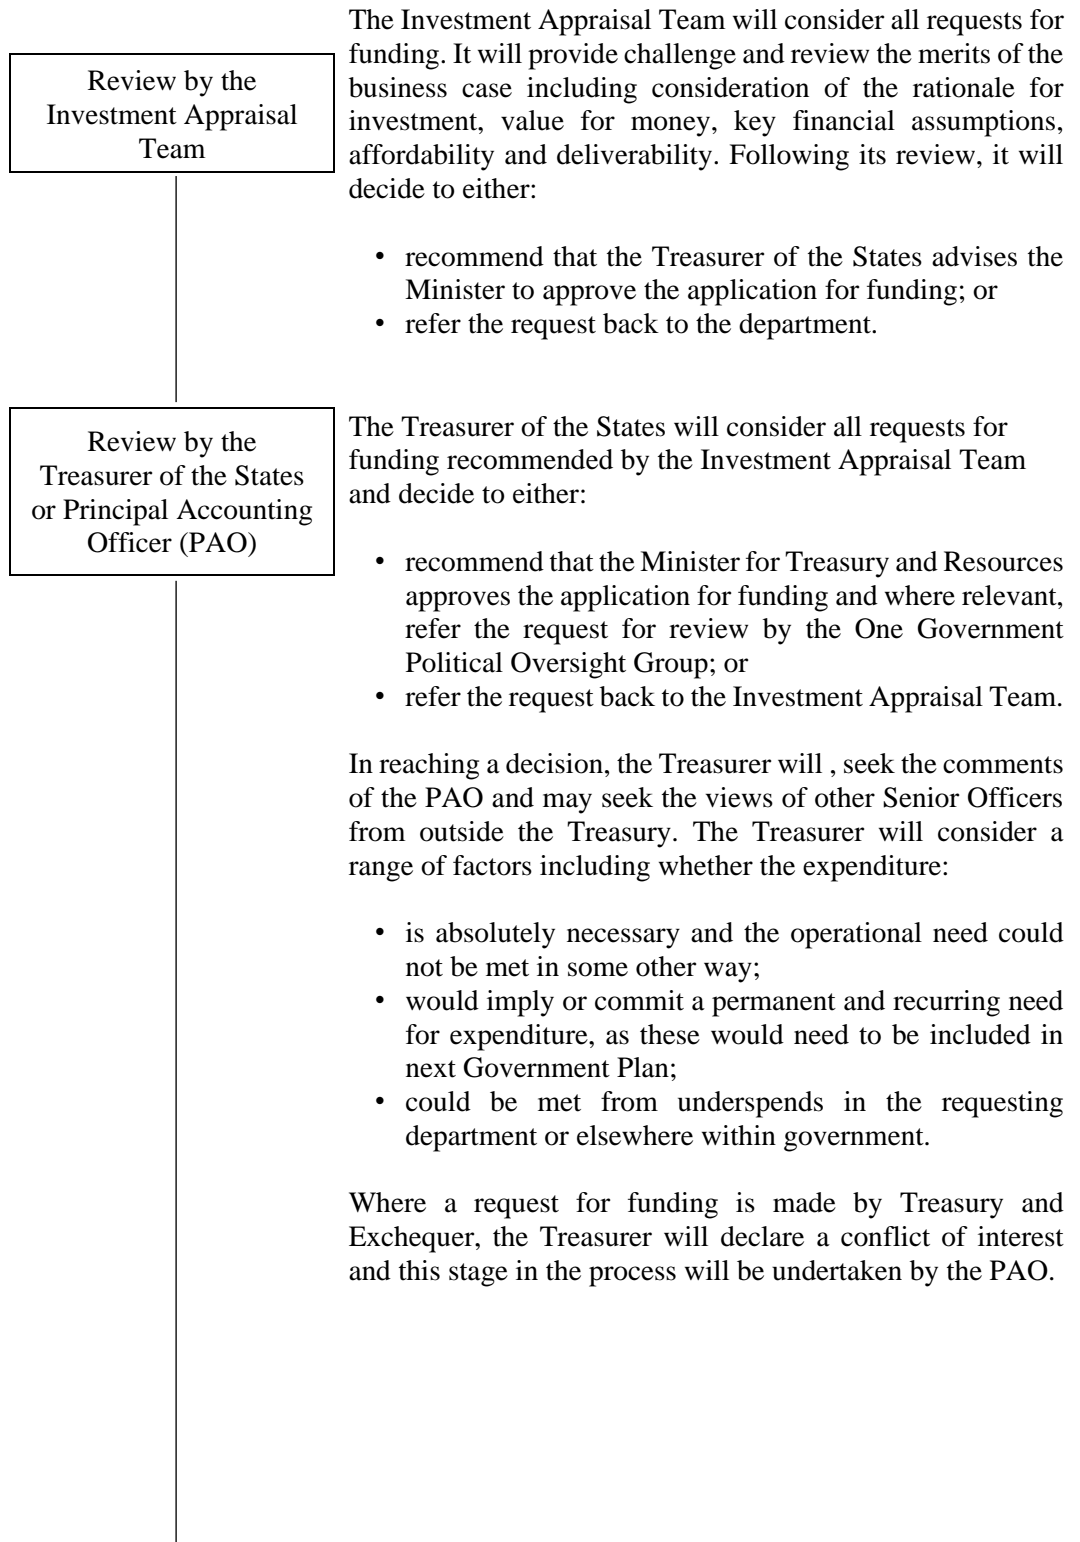 Review by the
Investment Appraisal
Team
The Investment Appraisal Team will consider all requests for
funding. It will provide challenge and review the merits of the
business case including consideration of the rationale for
investment, value for money, key financial assumptions,
affordability and deliverability. Following its review, it will
decide to either:
• recommend that the Treasurer of the States advises the
Minister to approve the application for funding; or
• refer the request back to the department.
Review by the
Treasurer of the States
or Principal Accounting
Officer (PAO)
The Treasurer of the States will consider all requests for
funding recommended by the Investment Appraisal Team
and decide to either:
• recommend that the Minister for Treasury and Resources
approves the application for funding and where relevant,
refer the request for review by the One Government
Political Oversight Group; or
• refer the request back to the Investment Appraisal Team.
In reaching a decision, the Treasurer will , seek the comments
of the PAO and may seek the views of other Senior Officers
from outside the Treasury. The Treasurer will consider a
range of factors including whether the expenditure:
• is absolutely necessary and the operational need could
not be met in some other way;
• would imply or commit a permanent and recurring need
for expenditure, as these would need to be included in
next Government Plan;
• could be met from underspends in the requesting
department or elsewhere within government.
Where a request for funding is made by Treasury and
Exchequer, the Treasurer will declare a conflict of interest
and this stage in the process will be undertaken by the PAO.